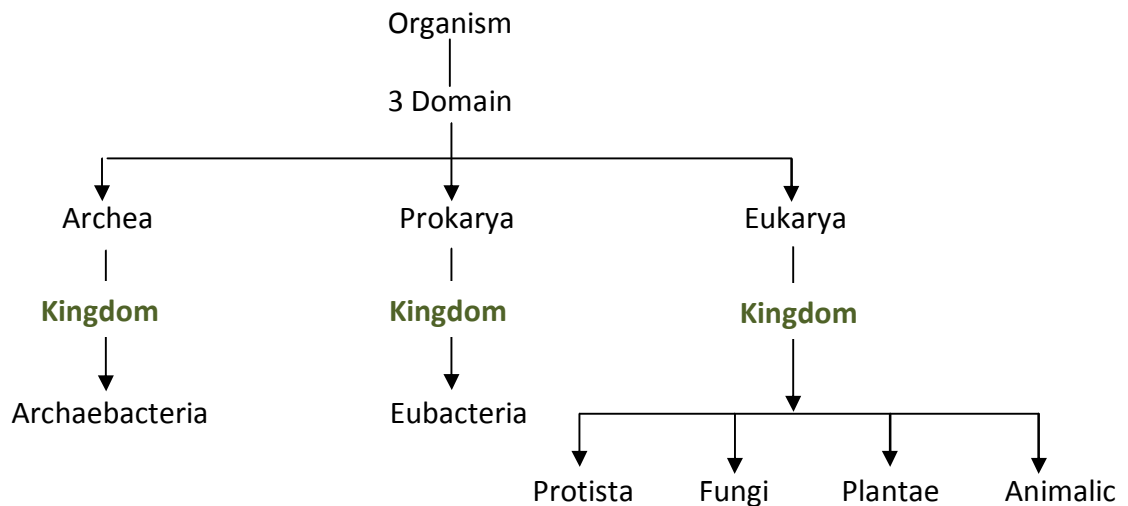 Organism
3 Domain
Archea Prokarya Eukarya
Kingdom Kingdom Kingdom
Archaebacteria Eubacteria
Protista Fungi Plantae Animalic